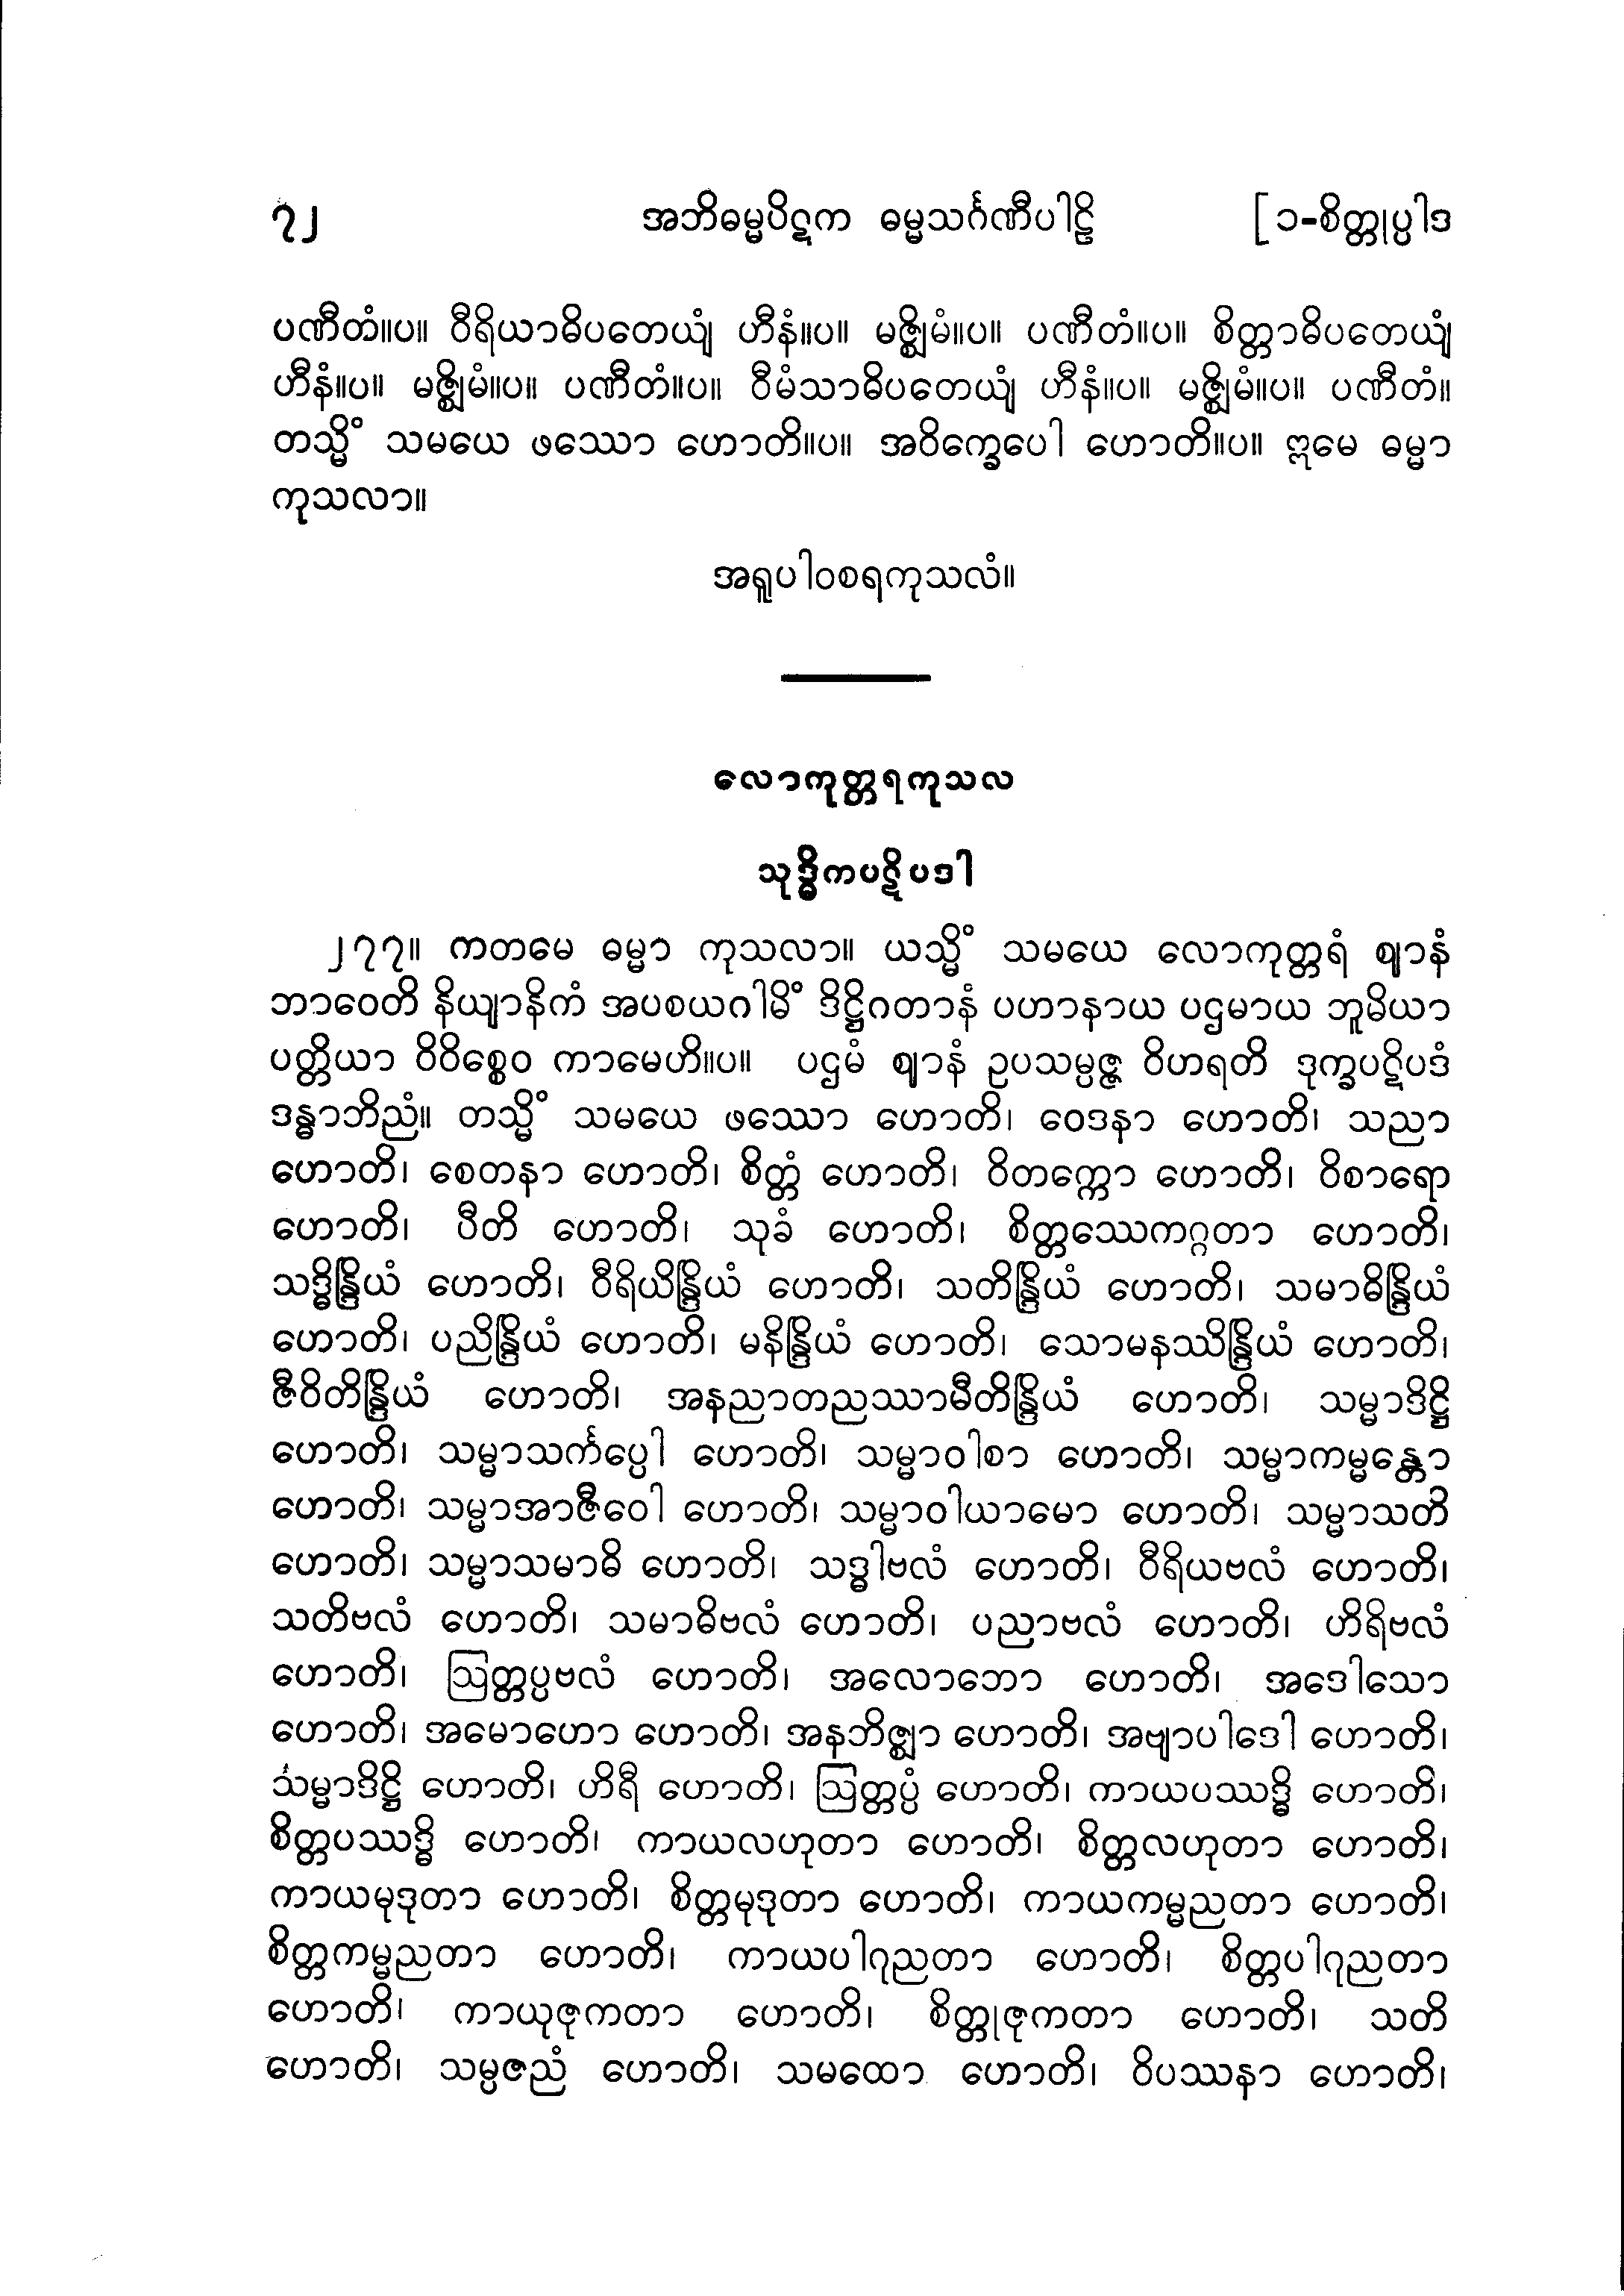 ၇၂ အဘိဓမ္မပိဋက ဓမ္မသင်္ဂဏီပါဠိ [ ၁-စိတ္တုပ္ပါဒ
ပဏီတံ။ပ။ ဝီရိယာဓိပတေယျံ ဟီနံ။ပ။ မဇ္ဈိမံ။ပ။ ပဏီတံ။ပ။ စိတ္တာဓိပတေယျံ
ဟီနံ။ပ။ မဇ္ဈိမံ။ပ။ ပဏီတံ။ပ။ ဝီမံသာဓိပတေယျံ ဟီနံ။ပ။ မဇ္ဈိမံ။ပ။ ပဏီတံ။
တသ္မိံ သမယေ ဖဿော ဟောတိ။ပ။ အဝိက္ခေပေါ ဟောတိ။ပ။ ဣမေ ဓမ္မာ
ကုသလာ။
အရူပါဝစရကုသလံ။
လောကုတ္တရကုသလ
သုဒ္ဓိကပဋိပဒါ
၂၇၇။ ကတမေ ဓမ္မာ ကုသလာ။ ယသ္မိံ သမယေ လောကုတ္တရံ ဈာနံ
ဘာဝေတိ နိယျာနိကံ အပစယဂါမိံ ဒိဋ္ဌိဂတာနံ ပဟာနာယ ပဌမာယ ဘူမိယာ
ပတ္တိယာ ဝိဝိစ္စေဝ ကာမေဟိ။ပ။ ပဌမံ ဈာနံ ဥပသမ္ပဇ္ဇ ဝိဟရတိ ဒုက္ခပဋိပဒံ
ဒန္ဓာဘိညံ။ တသ္မိံ သမယေ ဖဿော ဟောတိ၊ ဝေဒနာ ဟောတိ၊ သညာ
ဟောတိ၊ စေတနာ ဟောတိ၊ စိတ္တံ ဟောတိ၊ ဝိတက္ကော ဟောတိ၊ ဝိစာရော
ဟောတိ၊ ပီတိ ဟောတိ၊ သုခံ ဟောတိ၊ စိတ္တဿေကဂ္ဂတာ ဟောတိ၊
သဒ္ဓိန္ဒြိယံ ဟောတိ၊ ဝီရိယိန္ဒြိယံ ဟောတိ၊ သတိန္ဒြိယံ ဟောတိ၊ သမာဓိန္ဒြိယံ
ဟောတိ၊ ပညိန္ဒြိယံ ဟောတိ၊ မနိန္ဒြိယံ ဟောတိ၊ သောမနဿိန္ဒြိယံ ဟောတိ၊
ဇီဝိတိန္ဒြိယံ ဟောတိ၊ အနညာတညဿာမီတိန္ဒြိယံ ဟောတိ၊ သမ္မာဒိဋ္ဌိ
ဟောတိ၊ သမ္မာသင်္ကပ္ပေါ ဟောတိ၊ သမ္မာဝါစာ ဟောတိ၊ သမ္မာကမ္မန္တော
ဟောတိ၊ သမ္မာအာဇီဝေါ ဟောတိ၊ သမ္မာဝါယာမော ဟောတိ၊ သမ္မာသတိ
ဟောတိ၊ သမ္မာသမာဓိ ဟောတိ၊ သဒ္ဓါဗလံ ဟောတိ၊ ဝီရိယဗလံ ဟောတိ၊
သတိဗလံ ဟောတိ၊ သမာဓိဗလံ ဟောတိ၊ ပညာဗလံ ဟောတိ၊ ဟိရိဗလံ
ဟောတိ၊ ဩတ္တပ္ပဗလံ ဟောတိ၊ အလောဘော ဟောတိ၊ အဒေါသော
ဟောတိ၊ အမောဟော ဟောတိ၊ အနဘိဇ္ဈာ ဟောတိ၊ အဗျာပါဒေါ ဟောတိ၊
သမ္မာဒိဋ္ဌိ ဟောတိ၊ ဟိရီ ဟောတိ၊ ဩတ္တပ္ပံ ဟောတိ၊ ကာယပဿဒ္ဓိ ဟောတိ၊
စိတ္တပဿဒ္ဓိ ဟောတိ၊ ကာယလဟုတာ ဟောတိ၊ စိတ္တလဟုတာ ဟောတိ၊
ကာယမုဒုတာ ဟောတိ၊ စိတ္တမုဒုတာ ဟောတိ၊ ကာယကမ္မညတာ ဟောတိ၊
စိတ္တကမ္မညတာ ဟောတိ၊ ကာယပါဂုညတာ ဟောတိ၊ စိတ္တပါဂုညတာ
ဟောတိ၊ ကာယုဇုကတာ ဟောတိ၊ စိတ္တုဇုကတာ ဟောတိ၊ သတိ
ဟောတိ၊ သမ္ပဇညံ ဟောတိ၊ သမထော ဟောတိ၊ ဝိပဿနာ ဟောတိ၊